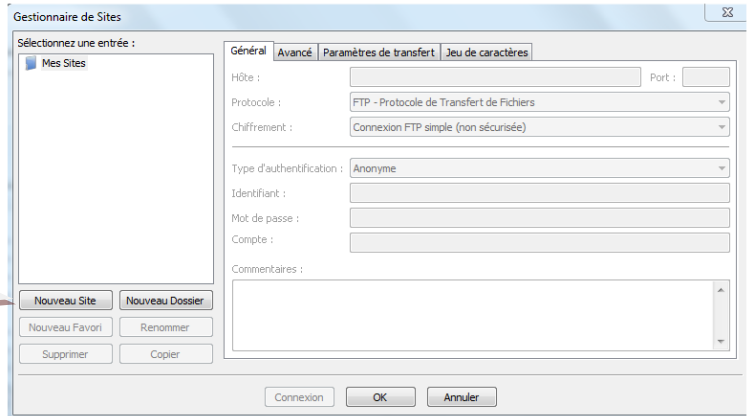 Gestionnaire de Sites
Sélectionnez une entrée :
Mes Sites
Nouveau Site
Nouveau Dossier
Nouveau Favori
Renommer
Supprimer
Copier
Général
Avancé
Paramètres de transfert
Jeu de caractères
Hôte :
Port :
Protocole :
FTP - Protocole de Transfert de Fichiers
Chiffrement :
Connexion FTP simple (non sécurisée)
Type d'authentification :
Anonyme
Identifiant :
Mot de passe :
Compte :
Commentaires :
Connexion
OK
Annuler